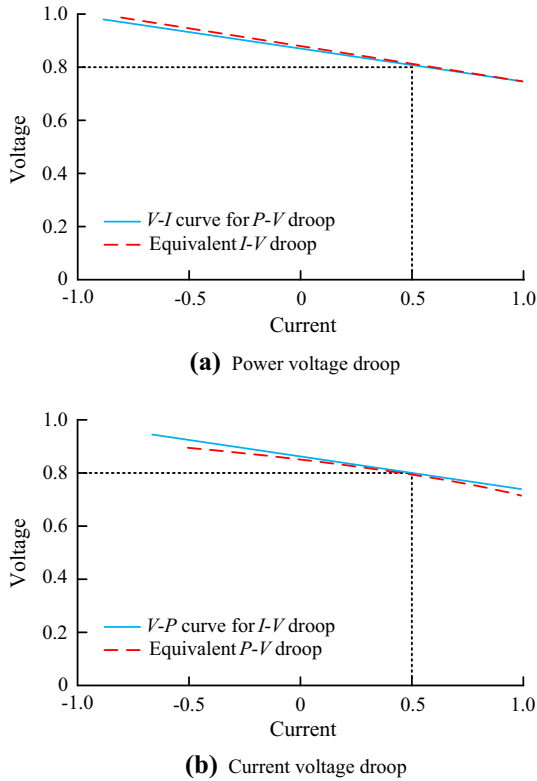 1.0
0.8
0.6
0.4
0.2
0
Voltage
V-I curve for P-V droop
Equivalent I-V droop
-1.0 -0.5 0 0.5 1.0
Current
(a) Power voltage droop
1.0
0.8
0.6
0.4
0.2
0
Voltage
V-P curve for I-V droop
Equivalent P-V droop
-1.0 -0.5 0 0.5 1.0
Current
(b) Current voltage droop